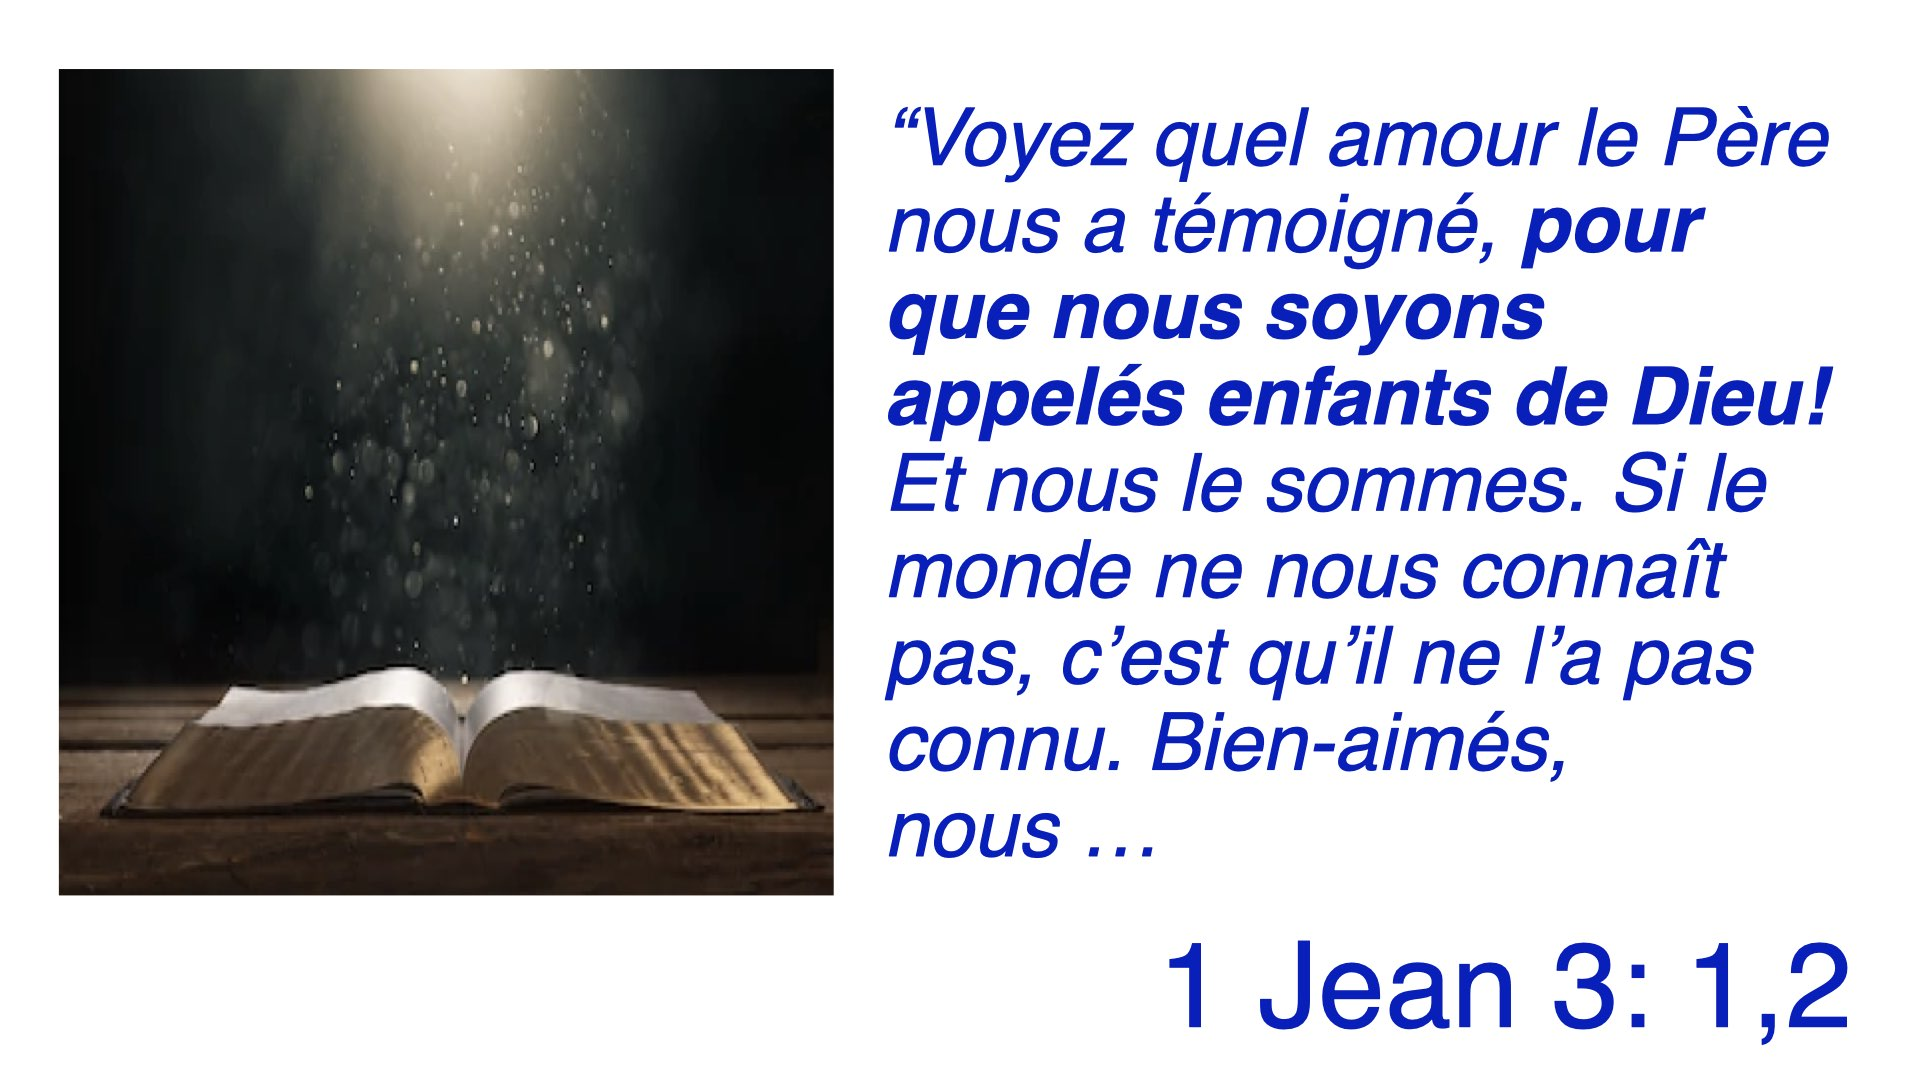 “Voyez quel amour le Père
nous a témoigné, pour
que nous soyons
appelés enfants de Dieu!
Et nous le sommes. Si le
monde ne nous connaît
pas, c’est qu’il ne l’a pas
connu. Bien-aimés,
nous …
1 Jean 3: 1,2